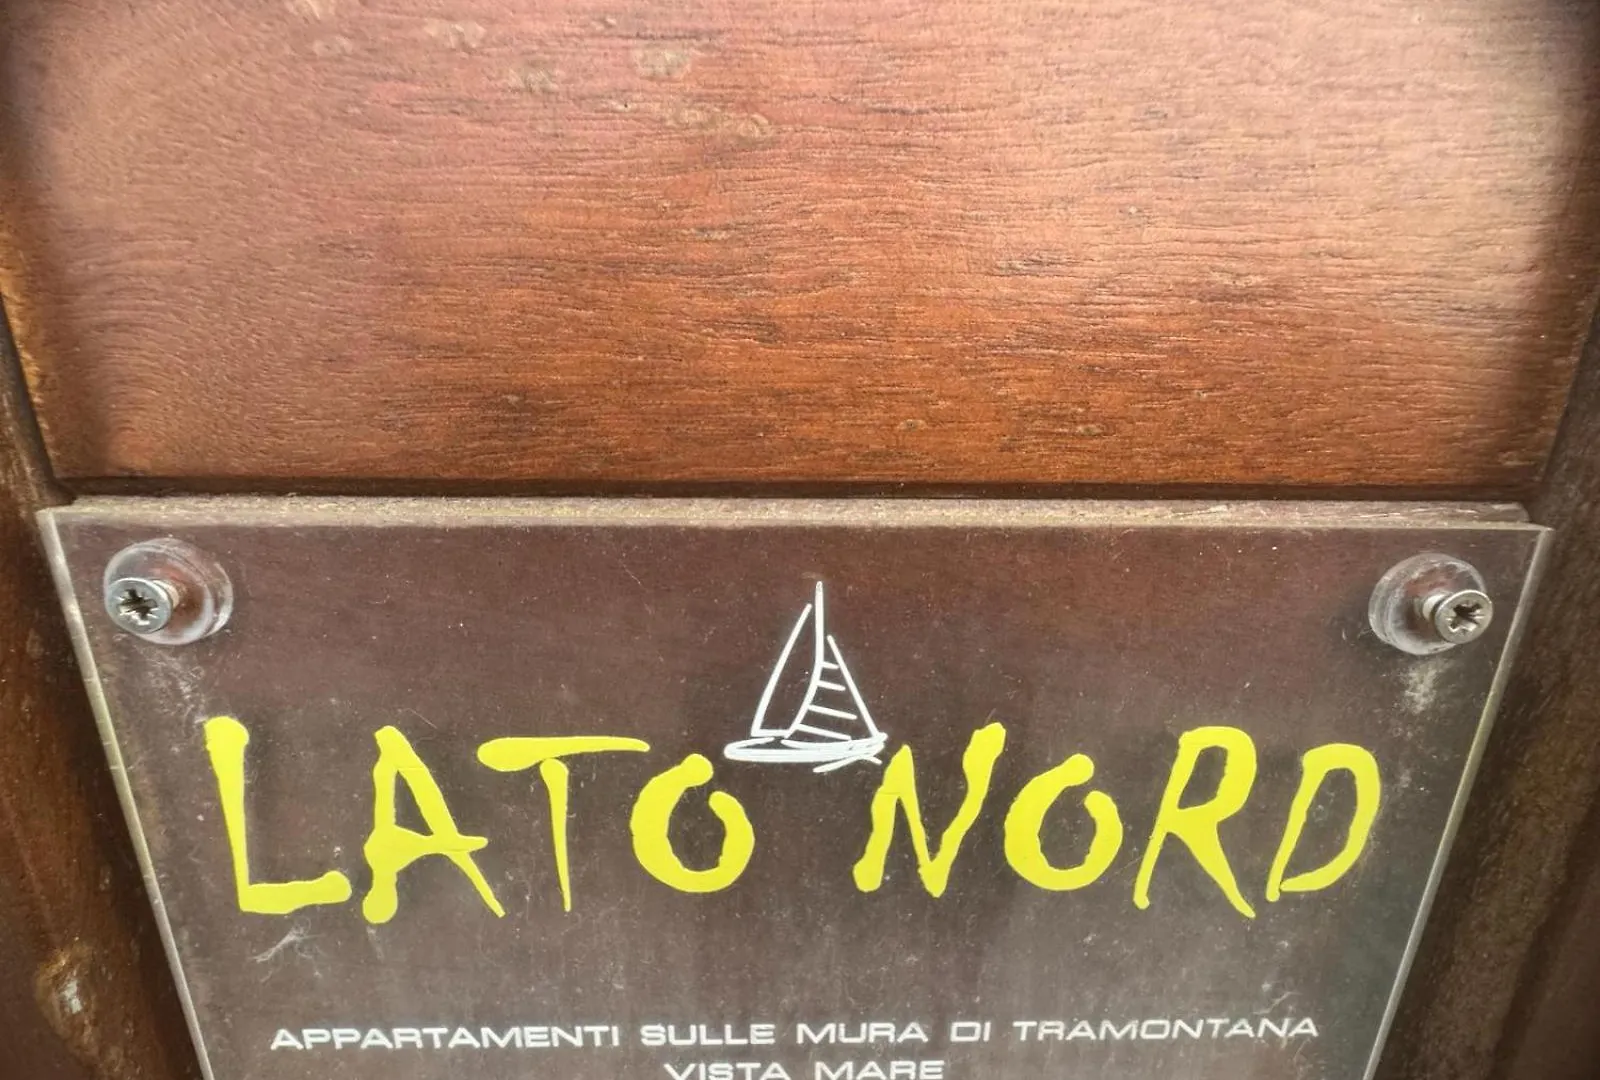 LATO NORD
APPARTAMENTI SULLE MURA DI TRAMONTANA
VISTA MARE